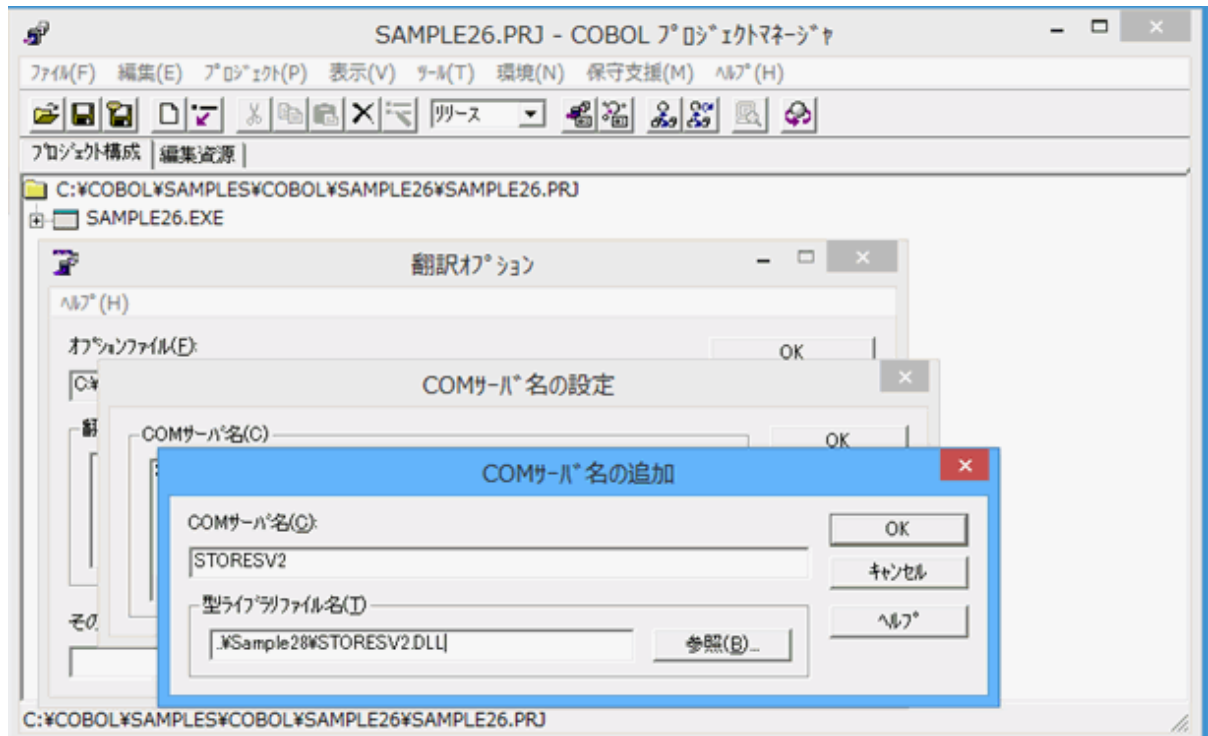 SAMPLE26.PRJ - COBOL ﾌﾟﾛｼﾞｪｸﾄﾏﾈｰｼﾞｬ
ﾌｧｲﾙ(F) 編集(E) ﾌﾟﾛｼﾞｪｸﾄ(P) 表示(V) ﾂｰﾙ(T) 環境(N) 保守支援(M) ﾍﾙﾌﾟ(H)
ﾘﾘｰｽ
ﾌﾟﾛｼﾞｪｸﾄ構成 編集資源
C:¥COBOL¥SAMPLES¥COBOL¥SAMPLE26¥SAMPLE26.PRJ
SAMPLE26.EXE
翻訳ｵﾌﾟｼｮﾝ
ﾍﾙﾌﾟ(H)
ｵﾌﾟｼｮﾝﾌｧｲﾙ(F):
OK
C:¥
COMｻｰﾊﾞ名の設定
翻
COMｻｰﾊﾞ名(C)
OK
COMｻｰﾊﾞ名の追加
COMｻｰﾊﾞ名(C):
OK
STORESV2
ｷｬﾝｾﾙ
型ﾗｲﾌﾞﾗﾘﾌｧｲﾙ名(T)
ﾍﾙﾌﾟ
その
.¥Sample28¥STORESV2.DLL
参照(B)...
C:¥COBOL¥SAMPLES¥COBOL¥SAMPLE26¥SAMPLE26.PRJ